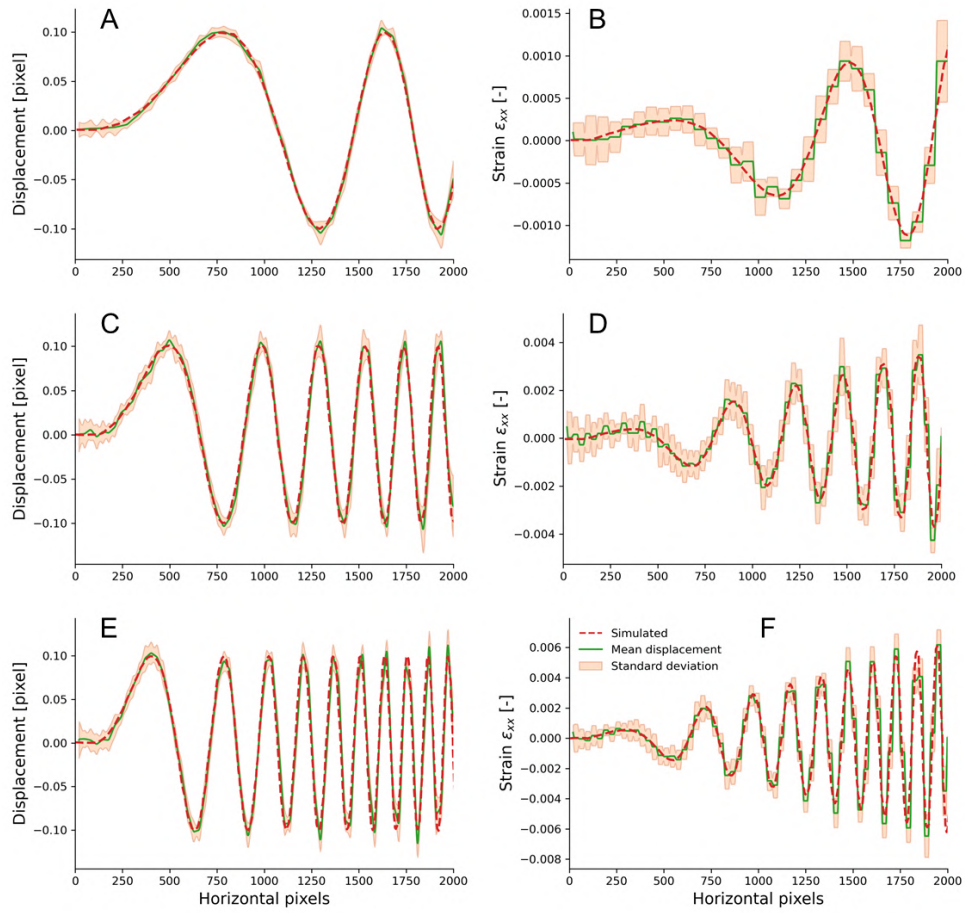 A
Displacement [pixel]
0.10
0.05
0.00
−0.05
−0.10
0 250 500 750 1000 1250 1500 1750 2000
B
Strain εxx [-]
0.0015
0.0010
0.0005
0.0000
−0.0005
−0.0010
0 250 500 750 1000 1250 1500 1750 2000
C
Displacement [pixel]
0.10
0.05
0.00
−0.05
−0.10
0 250 500 750 1000 1250 1500 1750 2000
D
Strain εxx [-]
0.004
0.002
0.000
−0.002
−0.004
0 250 500 750 1000 1250 1500 1750 2000
E
Displacement [pixel]
0.10
0.05
0.00
−0.05
−0.10
0 250 500 750 1000 1250 1500 1750 2000
Horizontal pixels
F
Simulated
Mean displacement
Standard deviation
Strain εxx [-]
0.006
0.004
0.002
0.000
−0.002
−0.004
−0.006
−0.008
0 250 500 750 1000 1250 1500 1750 2000
Horizontal pixels